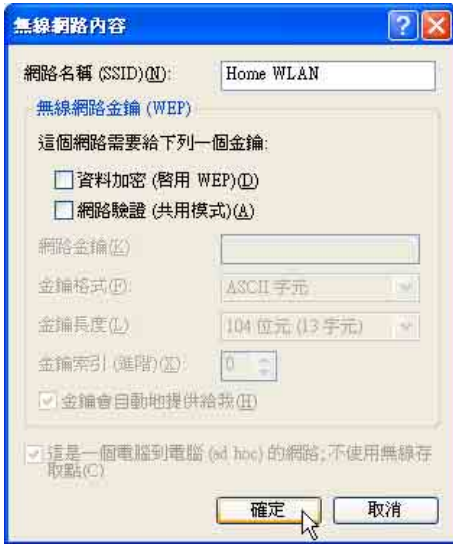 無線網路內容
網路名稱 (SSID)(N):
Home WLAN
無線網路金鑰 (WEP)
這個網路需要給下列一個金鑰:
資料加密 (啓用 WEP)(D)
網路驗證 (共用模式)(A)
網路金鑰(K)
金鑰格式(F):
ASCII 字元
金鑰長度(L)
104 位元 (13 字元)
金鑰索引 (進階)(X):
0
金鑰會自動地提供給我(H)
這是一個電腦到電腦 (ad hoc) 的網路; 不使用無線存
取點(C)
確定
取消